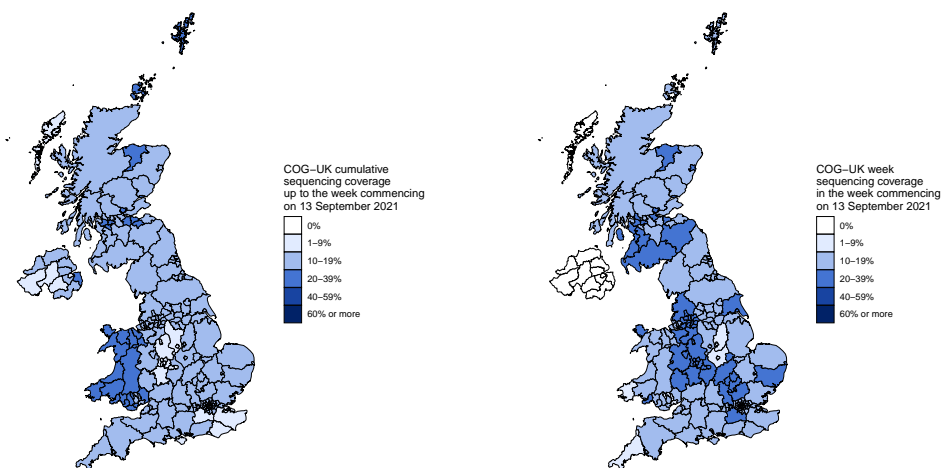 COG–UK cumulative
sequencing coverage
up to the week commencing
on 13 September 2021
0%
1–9%
10–19%
20–39%
40–59%
60% or more
COG–UK week
sequencing coverage
in the week commencing
on 13 September 2021
0%
1–9%
10–19%
20–39%
40–59%
60% or more